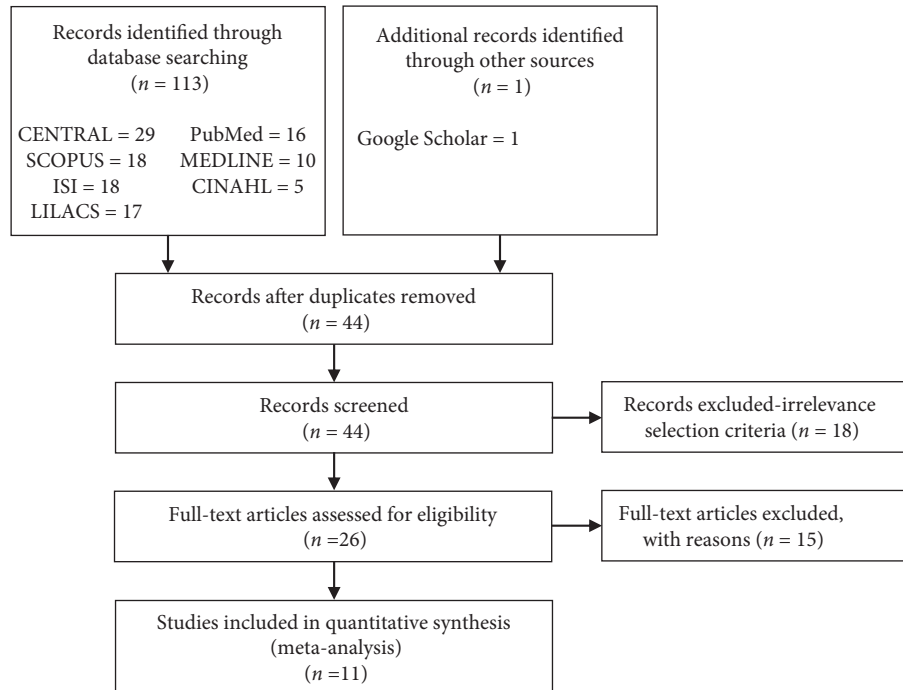 Records identified through
database searching
(n = 113)
CENTRAL = 29
SCOPUS = 18
ISI = 18
LILACS = 17
PubMed = 16
MEDLINE = 10
CINAHL = 5
Additional records identified
through other sources
(n = 1)
Google Scholar = 1
Records after duplicates removed
(n = 44)
Records screened
(n = 44)
Records excluded-irrelevance
selection criteria (n = 18)
Full-text articles assessed for eligibility
(n =26)
Full-text articles excluded,
with reasons (n = 15)
Studies included in quantitative synthesis
(meta-analysis)
(n =11)